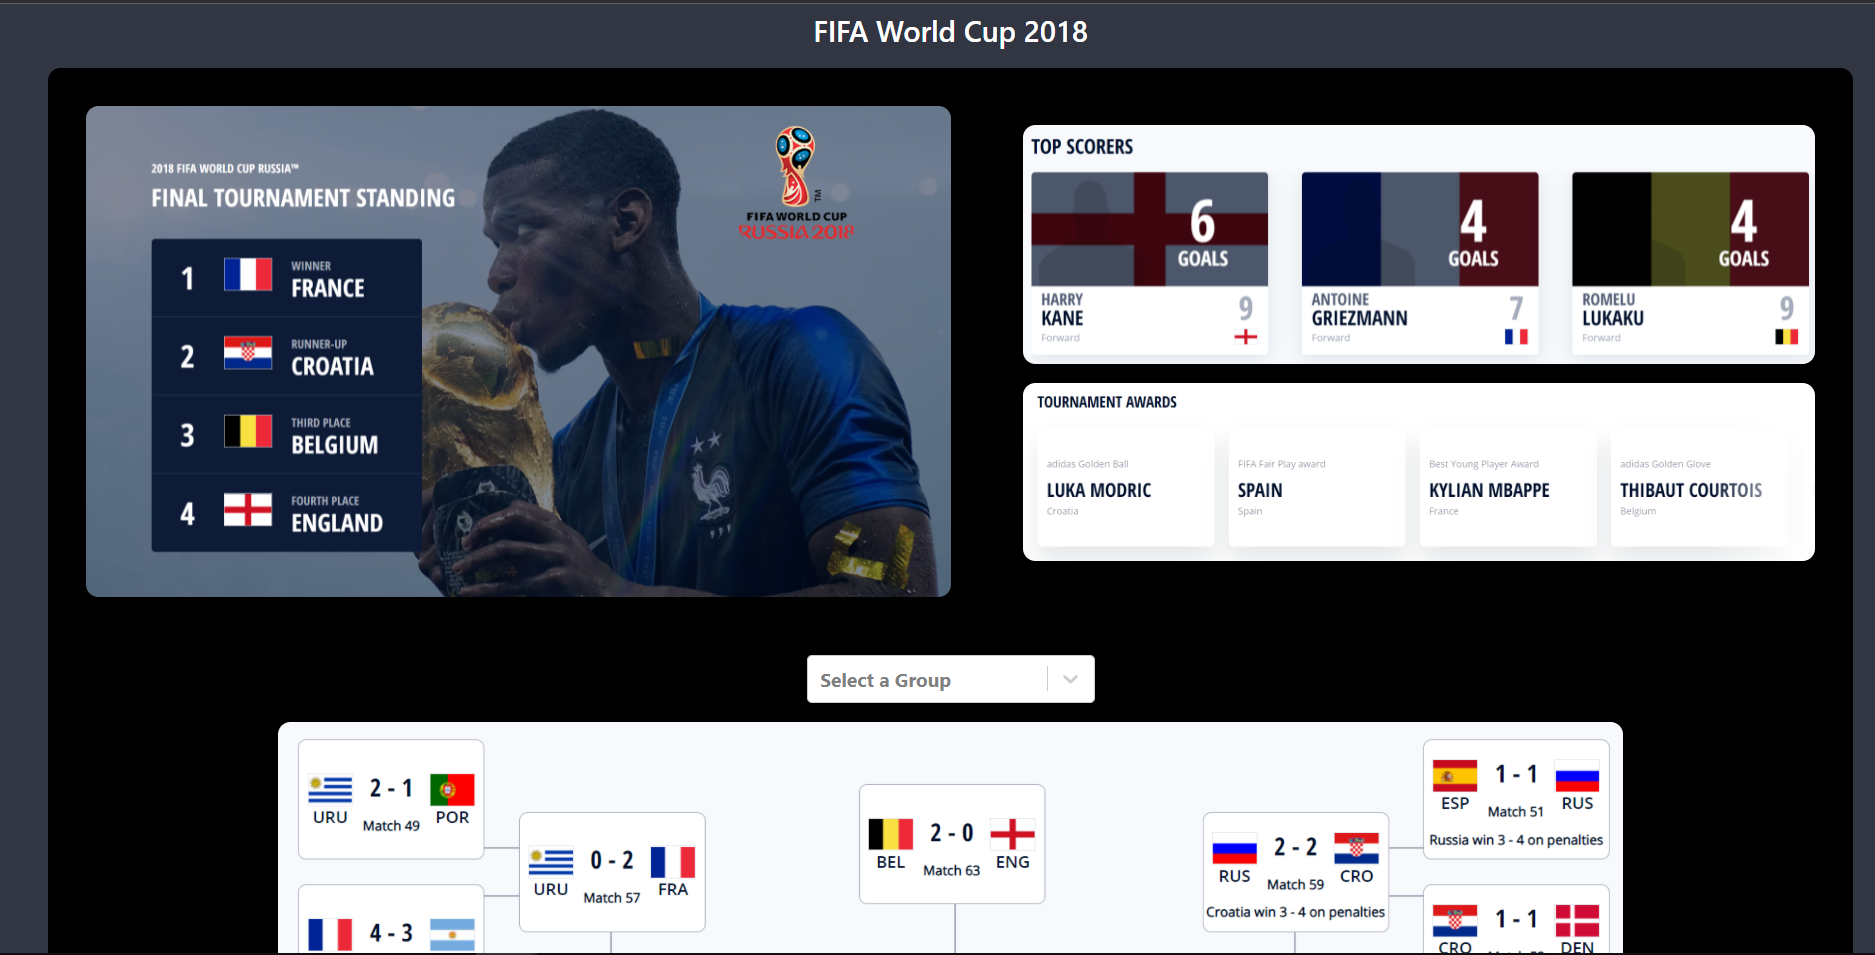 FIFA World Cup 2018
2018 FIFA WORLD CUP RUSSIA™
FINAL TOURNAMENT STANDING
1
WINNER
FRANCE
2
RUNNER-UP
CROATIA
3
THIRD PLACE
BELGIUM
4
FOURTH PLACE
ENGLAND
TM
FIFA WORLD CUP
RUSSIA 2018
TOP SCORERS
6
GOALS
HARRY
KANE
9
Forward
4
GOALS
ANTOINE
GRIEZMANN
7
Forward
4
GOALS
ROMELU
LUKAKU
9
Forward
TOURNAMENT AWARDS
adidas Golden Ball
LUKA MODRIC
Croatia
FIFA Fair Play award
SPAIN
Spain
Best Young Player Award
KYLIAN MBAPPE
France
adidas Golden Glove
THIBAUT COURTOIS
Belgium
Select a Group
2 - 1
URU
POR
Match 49
0 - 2
URU
FRA
Match 57
4 - 3
2 - 0
BEL
ENG
Match 63
2 - 2
RUS
CRO
Match 59
Croatia win 3 - 4 on penalties
1 - 1
ESP
RUS
Match 51
Russia win 3 - 4 on penalties
1 - 1
CRO
DEN